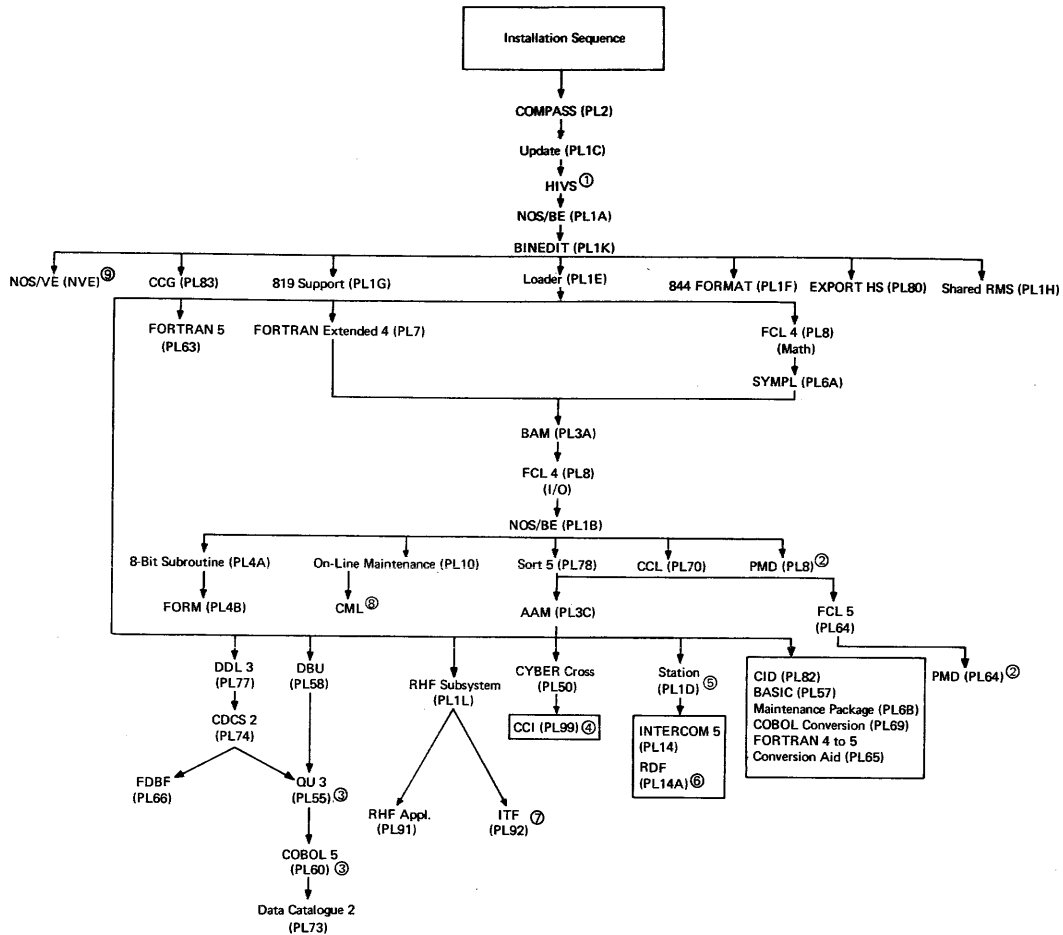 Installation Sequence
COMPASS (PL2)
Update (PL1C)
HIVS ①
NOS/BE (PL1A)
BINEDIT (PL1K)
NOS/VE (NVE) ⑨
CCG (PL83)
819 Support (PL1G)
Loader (PL1E)
844 FORMAT (PL1F)
EXPORT HS (PL80)
Shared RMS (PL1H)
FORTRAN 5
(PL63)
FORTRAN Extended 4 (PL7)
FCL 4 (PL8)
(Math)
SYMPL (PL6A)
BAM (PL3A)
FCL 4 (PL8)
(I/O)
NOS/BE (PL1B)
8-Bit Subroutine (PL4A)
On-Line Maintenance (PL10)
Sort 5 (PL78)
CCL (PL70)
PMD (PL8) ②
FORM (PL4B)
CML ⑧
AAM (PL3C)
FCL 5
(PL64)
DDL 3
(PL77)
DBU
(PL58)
RHF Subsystem
(PL1L)
CYBER Cross
(PL50)
Station
(PL1D) ⑤
CID (PL82)
BASIC (PL57)
Maintenance Package (PL6B)
COBOL Conversion (PL69)
FORTRAN 4 to 5
Conversion Aid (PL65)
PMD (PL64) ②
CDCS 2
(PL74)
CCI (PL99) ④
INTERCOM 5
(PL14)
RDF
(PL14A) ⑥
FDBF
(PL66)
QU 3
(PL55) ③
RHF Appl.
(PL91)
ITF
(PL92) ⑦
COBOL 5
(PL60) ③
Data Catalogue 2
(PL73)